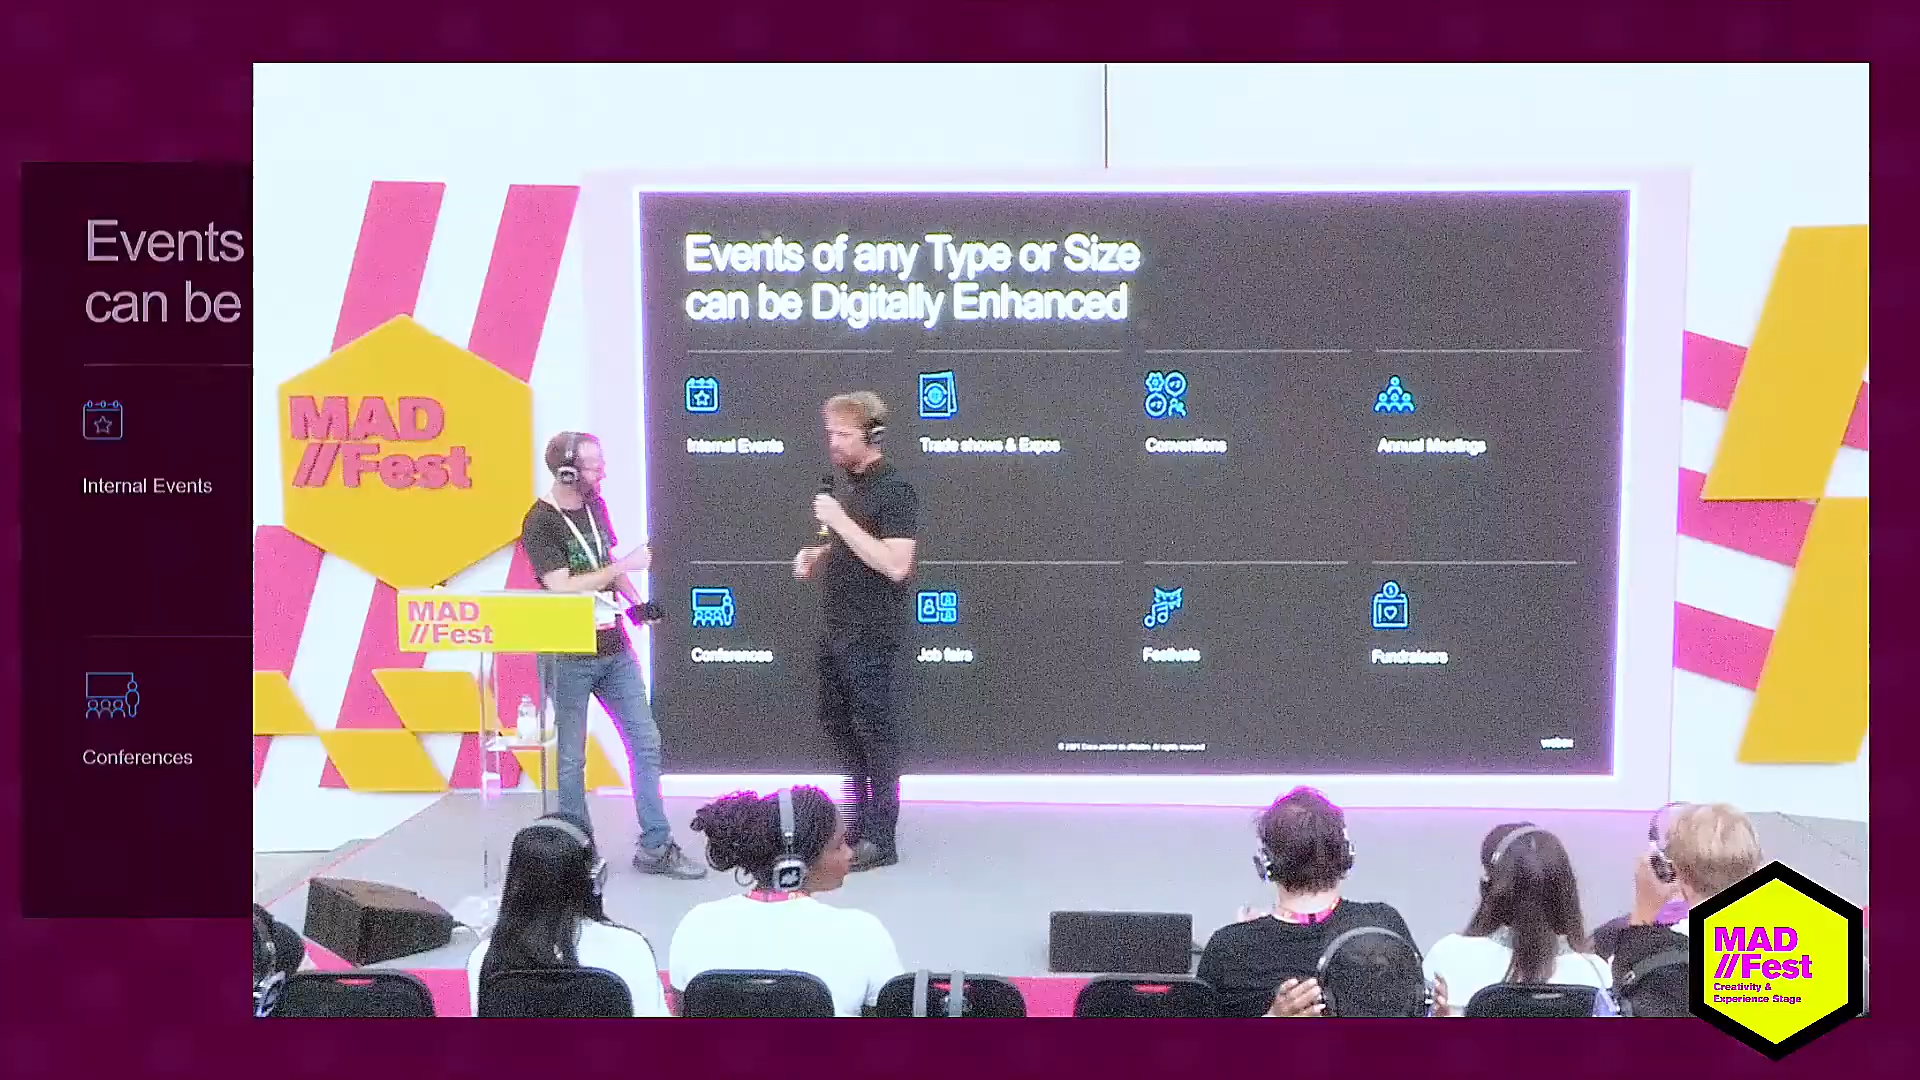 Events
can be
Internal Events
Conferences
MAD
//Fest
MAD
//Fest
Events of any Type or Size
can be Digitally Enhanced
Internal Events
Trade shows & Expos
Conventions
Annual Meetings
Conferences
Job fairs
Festivals
Fundraisers
webex
MAD
//Fest
Creativity &
Experience Stage